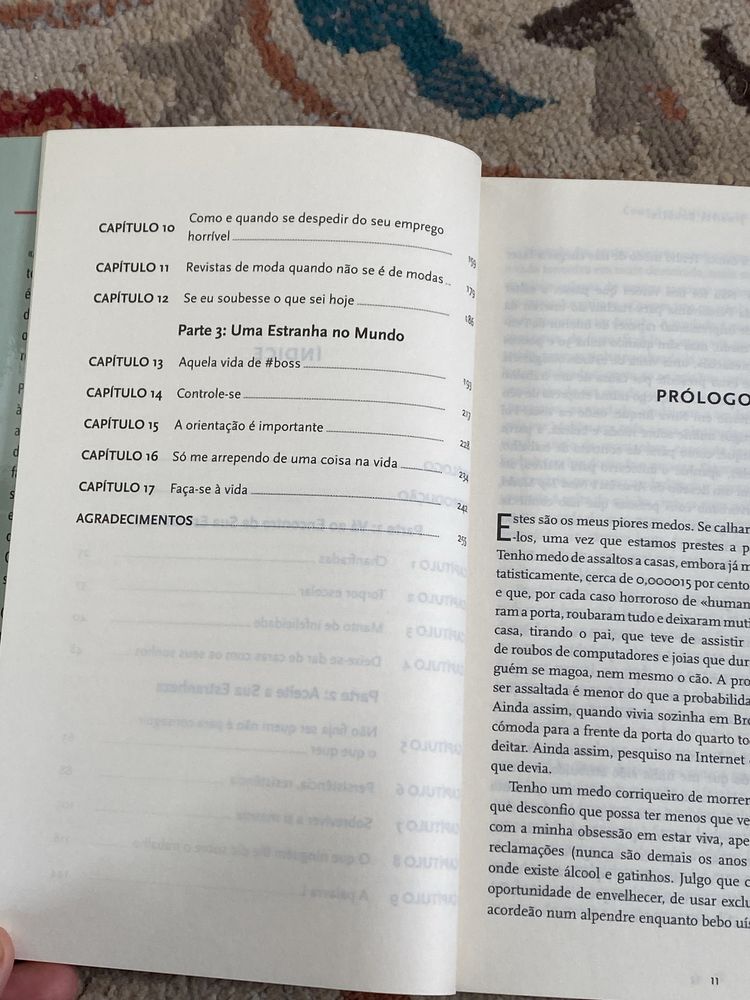 CAPÍTULO 10 Como e quando se despedir do seu emprego
horrível 159
CAPÍTULO 11 Revistas de moda quando não se é de modas 179
CAPÍTULO 12 Se eu soubesse o que sei hoje 186
Parte 3: Uma Estranha no Mundo
CAPÍTULO 13 Aquela vida de #boss 193
CAPÍTULO 14 Controle-se 217
CAPÍTULO 15 A orientação é importante 228
CAPÍTULO 16 Só me arrependo de uma coisa na vida 234
CAPÍTULO 17 Faça-se à vida 242
AGRADECIMENTOS 255
PRÓLOGO
Estes são os meus piores medos. Se calhar
-los, uma vez que estamos prestes a p
Tenho medo de assaltos a casas, embora já m
tatisticamente, cerca de 0,000015 por cento
e que, por cada caso horroroso de «human
ram a porta, roubaram tudo e deixaram muti
casa, tirando o pai, que teve de assistir
de roubos de computadores e joias que dur
guém se magoa, nem mesmo o cão. A pro
ser assaltada é menor do que a probabilida
Ainda assim, quando vivia sozinha em Bro
cómoda para a frente da porta do quarto to
deitar. Ainda assim, pesquiso na Internet
que devia.
Tenho um medo corriqueiro de morrer
que desconfio que possa ter menos que ve
com a minha obsessão em estar viva, ape
reclamações (nunca são demais os anos
onde existe álcool e gatinhos. Julgo que c
oportunidade de envelhecer, de usar exclu
acordeão num alpendre enquanto bebo uís
11